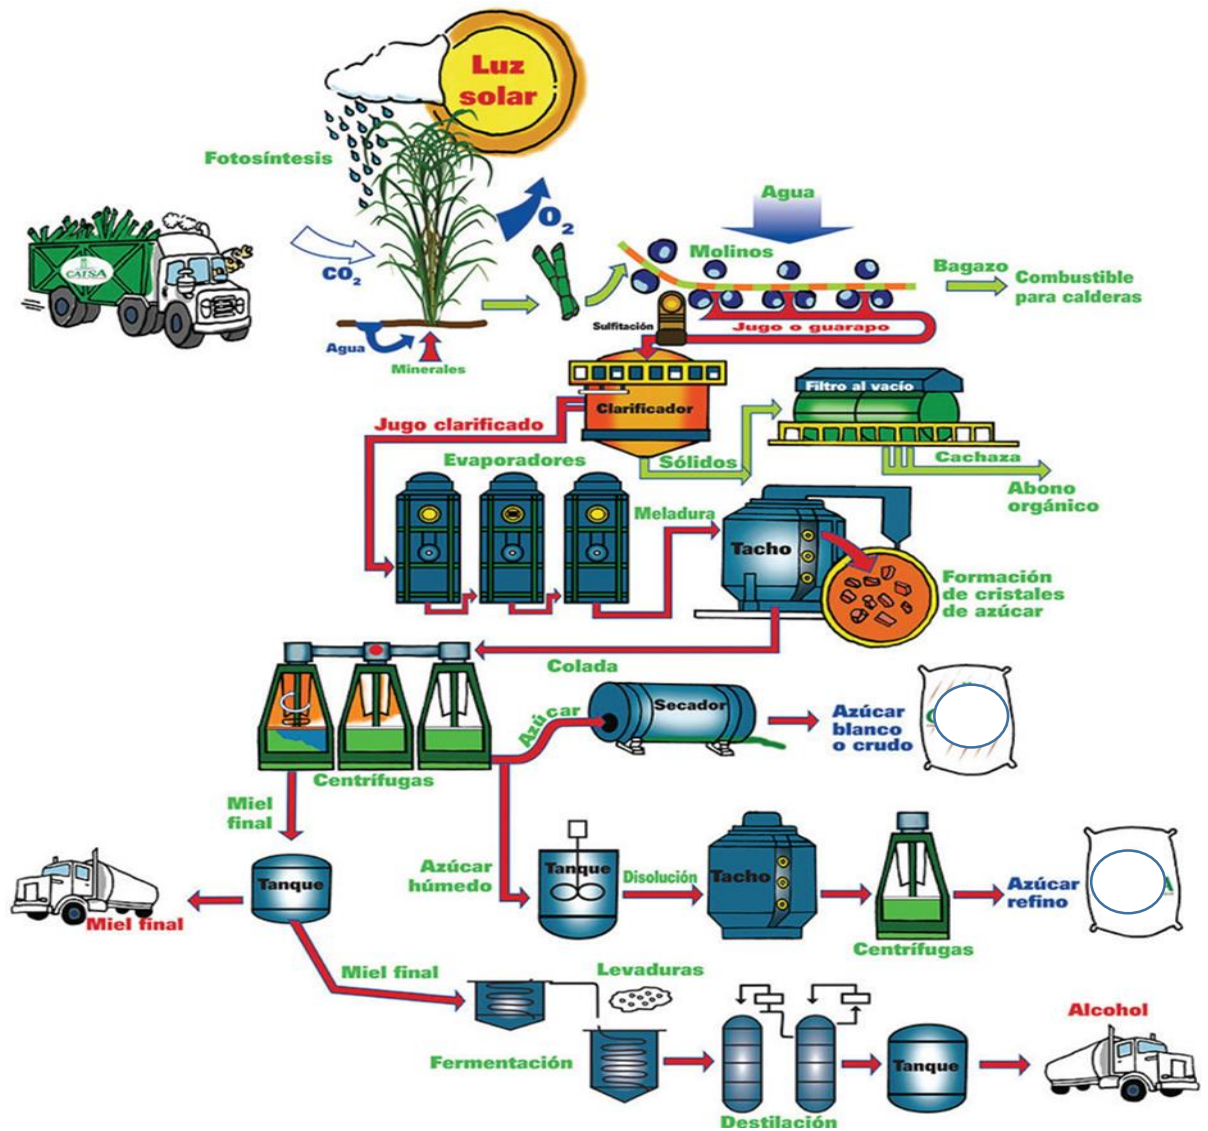 Luz
solar
Fotosíntesis
CATSA
CO2
O2
Agua
Minerales
Agua
Molinos
Bagazo
Combustible
para calderas
Sulfitación
Jugo o guarapo
Clarificador
Filtro al vacío
Jugo clarificado
Sólidos
Cachaza
Abono
orgánico
Evaporadores
Meladura
Tacho
Formación
de cristales
de azúcar
Colada
Centrífugas
Azúcar
Secador
Azúcar
blanco
o crudo
Miel
final
Tanque
Miel final
Azúcar
húmedo
Tanque
Disolución
Tacho
Centrífugas
Azúcar
refino
A
Miel final
Levaduras
Fermentación
Destilación
Tanque
Alcohol